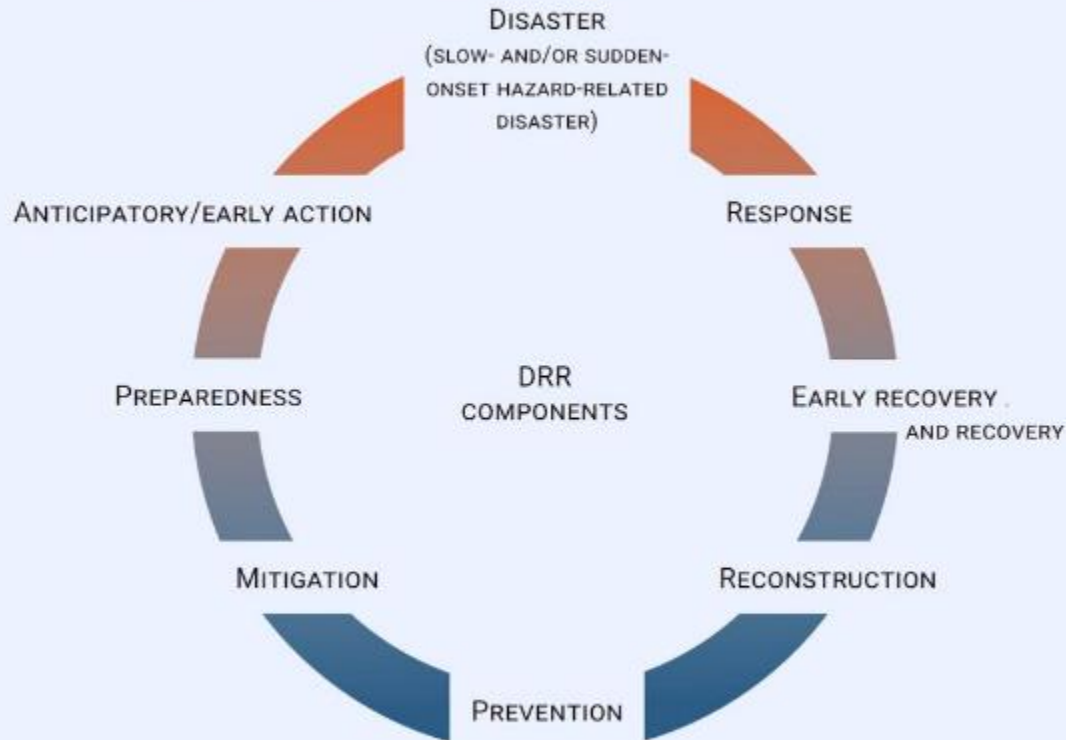 DISASTER
(SLOW- AND/OR SUDDEN-
ONSET HAZARD-RELATED
DISASTER)
ANTICIPATORY/EARLY ACTION
RESPONSE
PREPAREDNESS
DRR
COMPONENTS
EARLY RECOVERY .
AND RECOVERY
MITIGATION
RECONSTRUCTION
PREVENTION